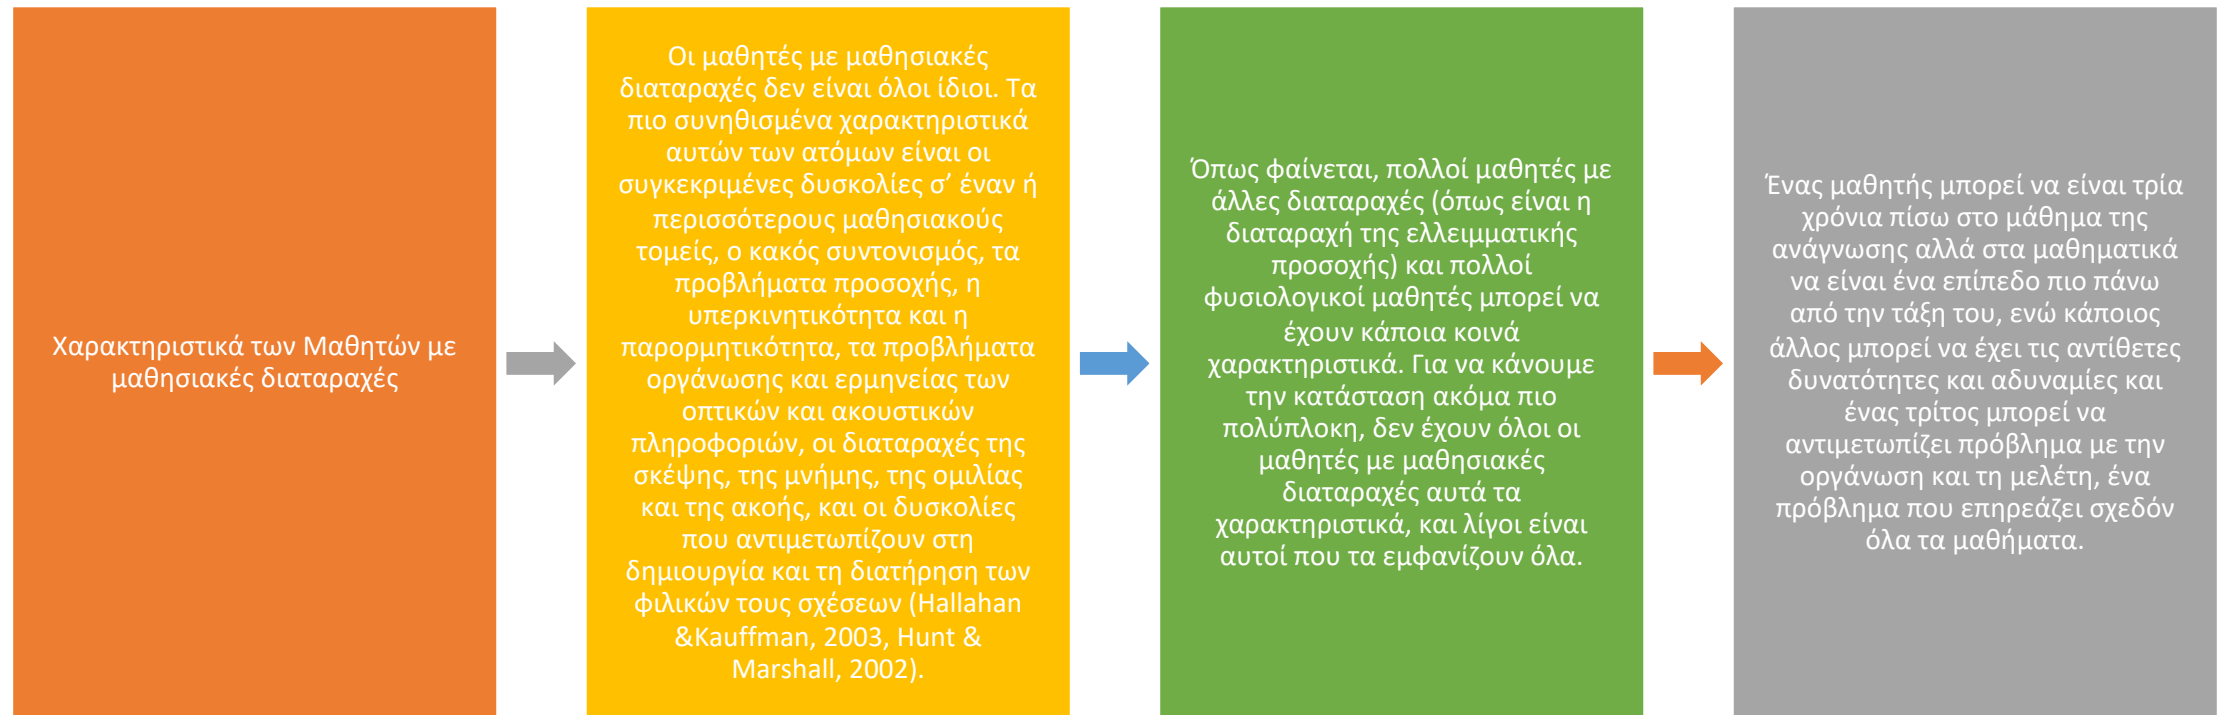 Χαρακτηριστικά των Μαθητών με
μαθησιακές διαταραχές
Οι μαθητές με μαθησιακές
διαταραχές δεν είναι όλοι ίδιοι. Τα
πιο συνηθισμένα χαρακτηριστικά
αυτών των ατόμων είναι οι
συγκεκριμένες δυσκολίες σ’ έναν ή
περισσότερους μαθησιακούς
τομείς, ο κακός συντονισμός, τα
προβλήματα προσοχής, η
υπερκινητικότητα και η
παρορμητικότητα, τα προβλήματα
οργάνωσης και ερμηνείας των
οπτικών και ακουστικών
πληροφοριών, οι διαταραχές της
σκέψης, της μνήμης, της ομιλίας
και της ακοής, και οι δυσκολίες
που αντιμετωπίζουν στη
δημιουργία και τη διατήρηση των
φιλικών τους σχέσεων (Hallahan
&Kauffman, 2003, Hunt &
Marshall, 2002).
Όπως φαίνεται, πολλοί μαθητές με
άλλες διαταραχές (όπως είναι η
διαταραχή της ελλειμματικής
προσοχής) και πολλοί
φυσιολογικοί μαθητές μπορεί να
έχουν κάποια κοινά
χαρακτηριστικά. Για να κάνουμε
την κατάσταση ακόμα πιο
πολύπλοκη, δεν έχουν όλοι οι
μαθητές με μαθησιακές
διαταραχές αυτά τα
χαρακτηριστικά, και λίγοι είναι
αυτοί που τα εμφανίζουν όλα.
Ένας μαθητής μπορεί να είναι τρία
χρόνια πίσω στο μάθημα της
ανάγνωσης αλλά στα μαθηματικά
να είναι ένα επίπεδο πιο πάνω
από την τάξη του, ενώ κάποιος
άλλος μπορεί να έχει τις αντίθετες
δυνατότητες και αδυναμίες και
ένας τρίτος μπορεί να
αντιμετωπίζει πρόβλημα με την
οργάνωση και τη μελέτη, ένα
πρόβλημα που επηρεάζει σχεδόν
όλα τα μαθήματα.